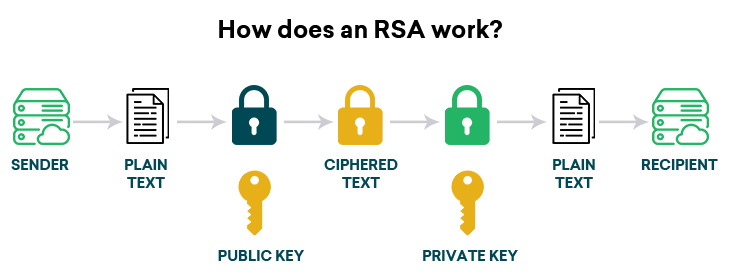 How does an RSA work?
SENDER
PLAIN
TEXT
CIPHERED
TEXT
PLAIN
TEXT
RECIPIENT
PUBLIC KEY
PRIVATE KEY